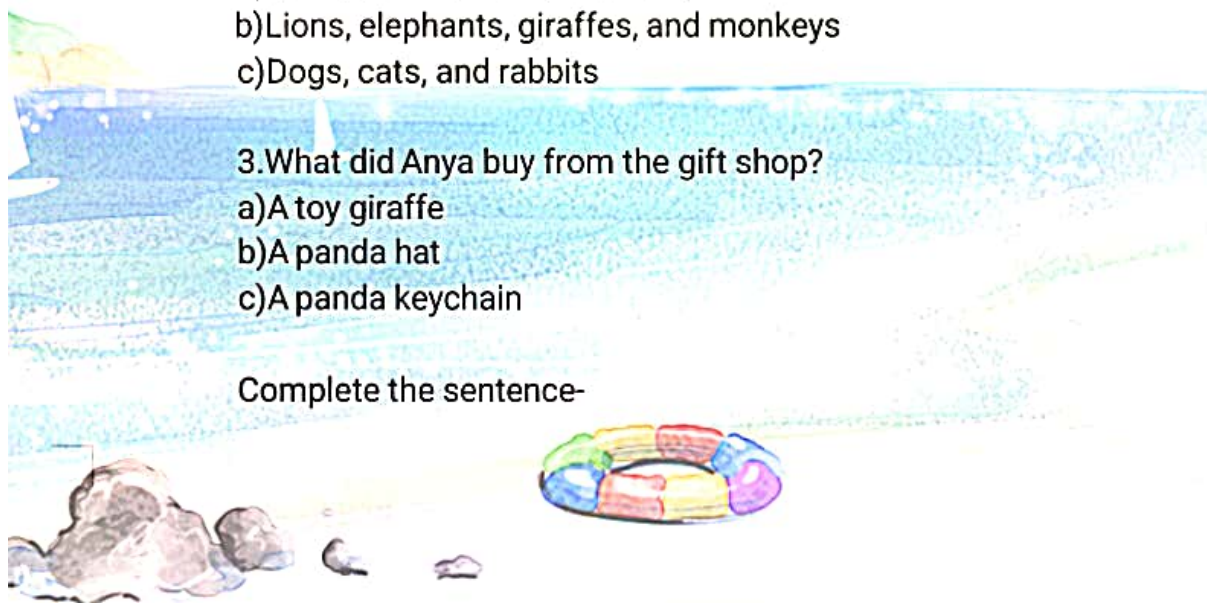 b)Lions, elephants, giraffes, and monkeys
c)Dogs, cats, and rabbits
3.What did Anya buy from the gift shop?
a)A toy giraffe
b)A panda hat
c)A panda keychain
Complete the sentence-